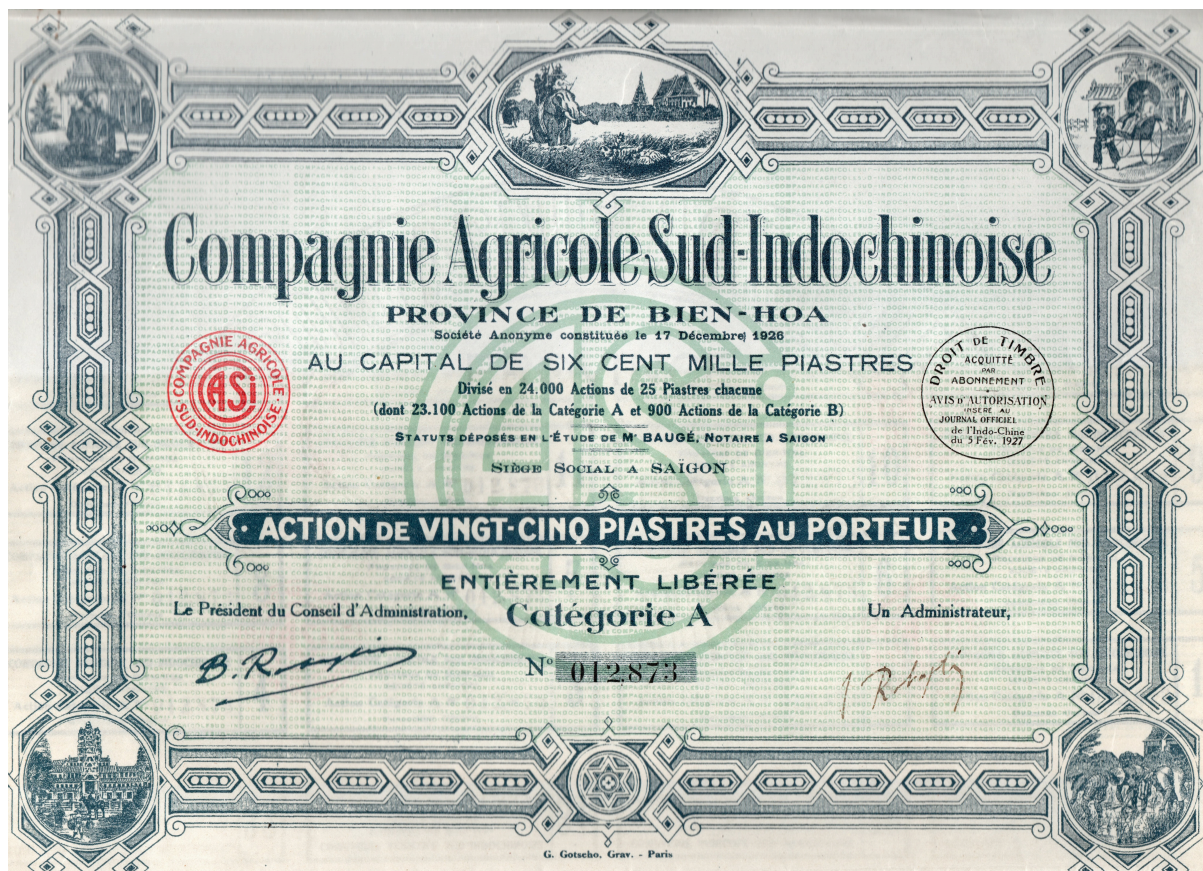 Compagnie Agricole Sud-Indochinoise
PROVINCE DE BIEN-HOA
Société Anonyme constituée le 17 Décembre 1926
AU CAPITAL DE SIX CENT MILLE PIASTRES
Divisé en 24.000 Actions de 25 Piastres chacune
(dont 23.100 Actions de la Catégorie A et 900 Actions de la Catégorie B)
STATUTS DÉPOSÉS EN L'ÉTUDE DE Mᵉ BAUGÉ, NOTAIRE A SAIGON
SIÈGE SOCIAL A SAÏGON
COMPAGNIE AGRICOLE
SUD-INDOCHINOISE
CASi
DROIT DE TIMBRE
ACQUITTÉ
PAR
ABONNEMENT
AVIS D'AUTORISATION
INSÉRÉ AU
JOURNAL OFFICIEL
de l'Indo-Chine
du 5 Fév. 1927
CASi
ACTION DE VINGT-CINQ PIASTRES AU PORTEUR
ENTIÈREMENT LIBÉRÉE
Le Président du Conseil d'Administration,
Catégorie A
Un Administrateur,
N° 012,873
G. Gotscho, Grav. - Paris